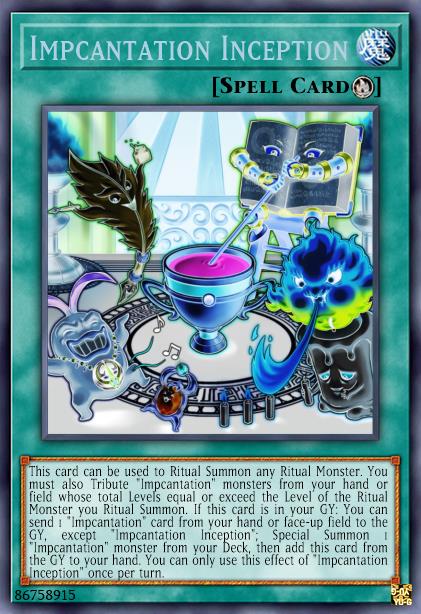 Impcantation Inception
魔
[Spell Card]
This card can be used to Ritual Summon any Ritual Monster. You
must also Tribute "Impcantation" monsters from your hand or
field whose total Levels equal or exceed the Level of the Ritual
Monster you Ritual Summon. If this card is in your GY: You can
send 1 "Impcantation" card from your hand or face-up field to the
GY, except "Impcantation Inception"; Special Summon 1
"Impcantation" monster from your Deck, then add this card from
the GY to your hand. You can only use this effect of "Impcantation
Inception" once per turn.
86758915